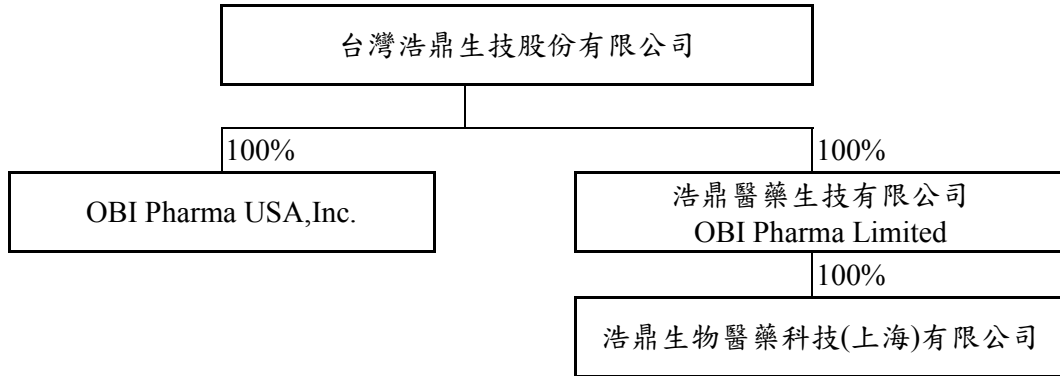 台灣浩鼎生技股份有限公司
100%
100%
OBI Pharma USA,Inc.
浩鼎醫藥生技有限公司
OBI Pharma Limited
100%
浩鼎生物醫藥科技(上海)有限公司